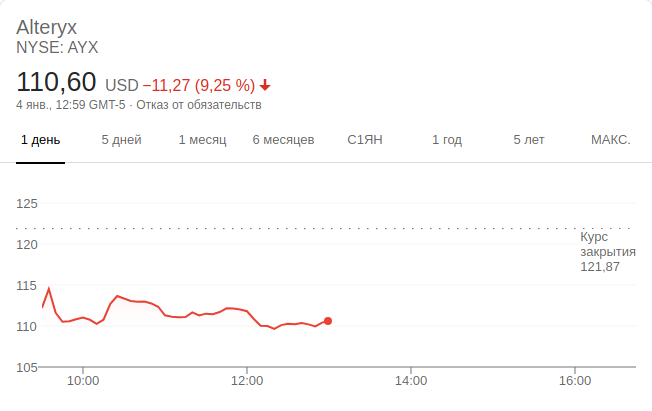 Alteryx
NYSE: AYX
110,60 USD −11,27 (9,25 %)
4 янв., 12:59 GMT-5 · Отказ от обязательств
1 день 5 дней 1 месяц 6 месяцев С1ЯН 1 год 5 лет МАКС.
125
120
115
110
105
Курс
закрытия
121,87
10:00 12:00 14:00 16:00